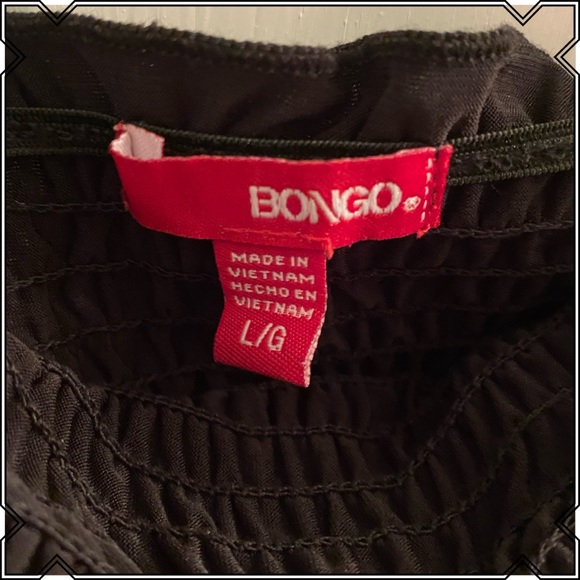 BONGO®
MADE IN
VIETNAM
HECHO EN
VIETNAM
L/G